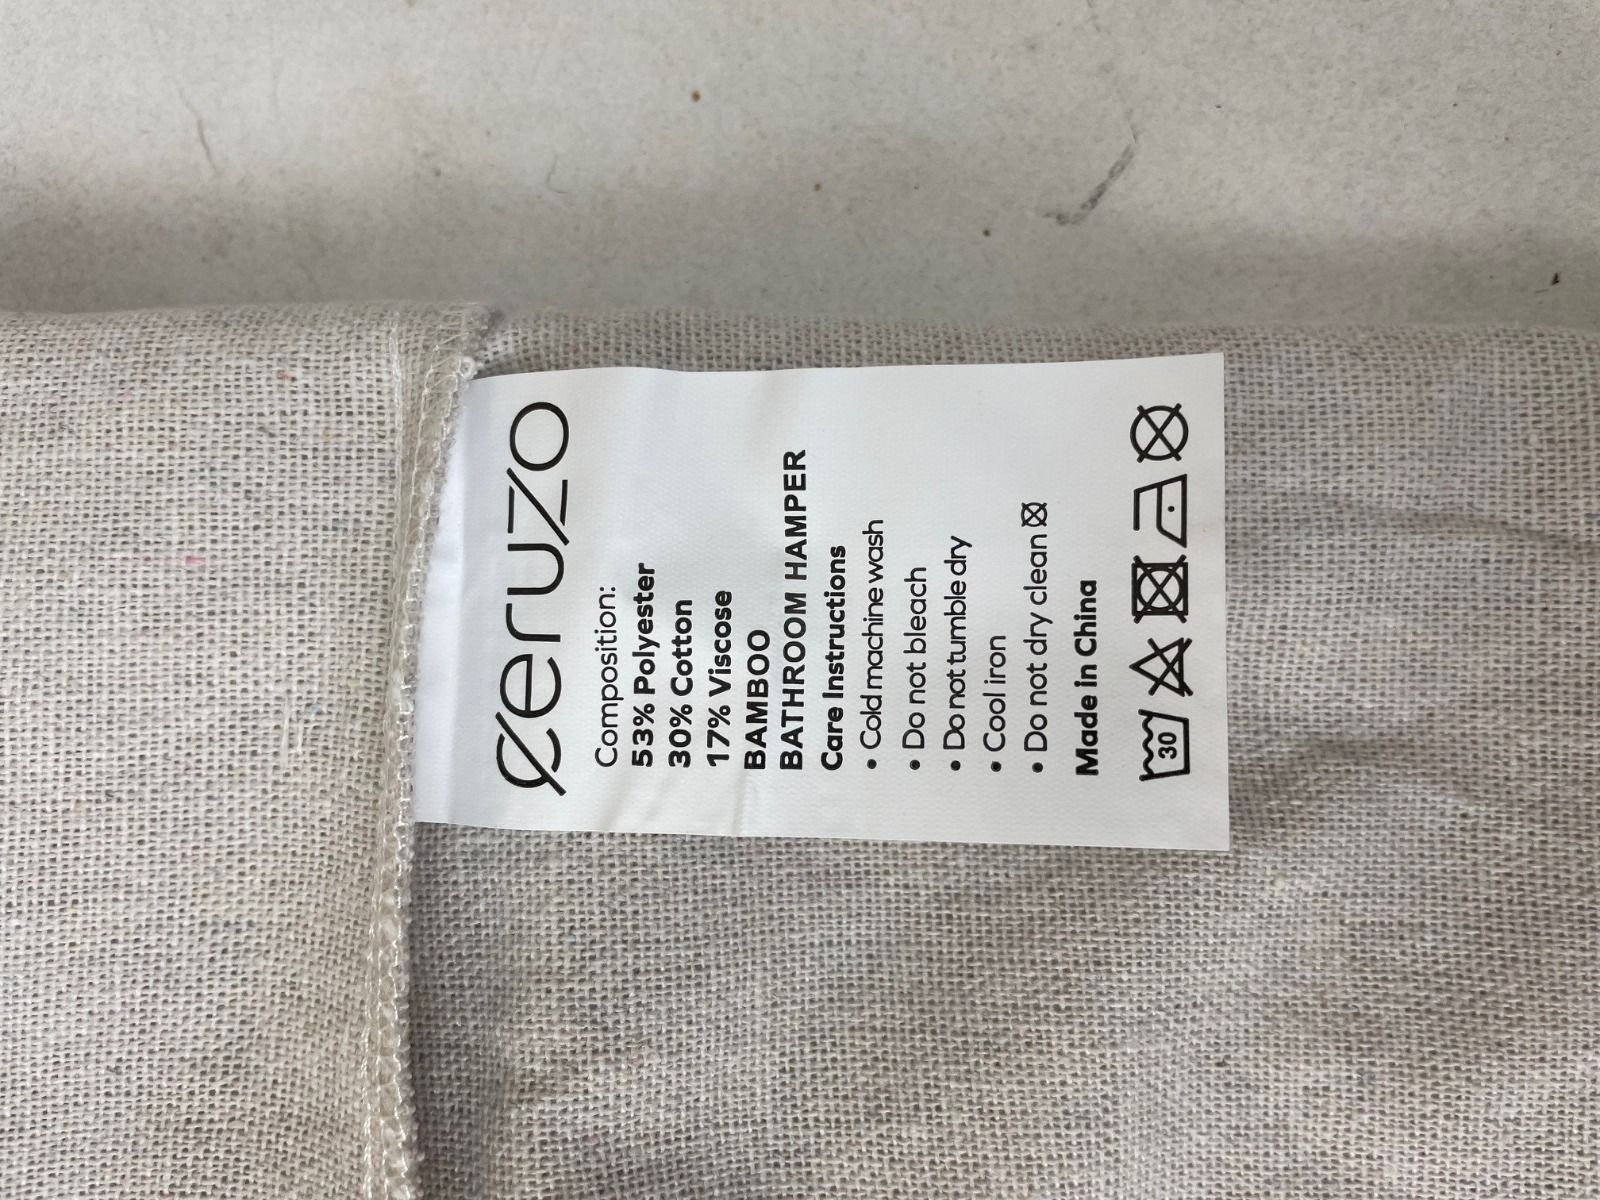 Ceruzo
Composition:
53% Polyester
30% Cotton
17% Viscose
BAMBOO
BATHROOM HAMPER
Care Instructions
• Cold machine wash
• Do not bleach
• Do not tumble dry
• Cool iron
• Do not dry clean
Made in China
30